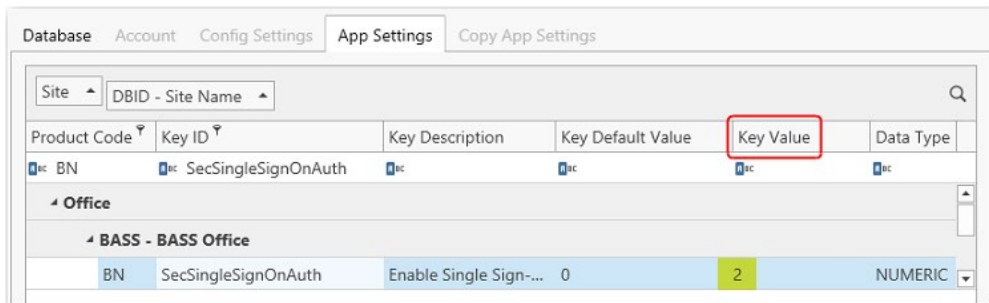 Database Account Config Settings App Settings Copy App Settings
Site DBID - Site Name
Product Code Key ID Key Description Key Default Value Key Value Data Type
BN SecSingleSignOnAuth
Office
BASS - BASS Office
BN SecSingleSignOnAuth Enable Single Sign-... 0 2 NUMERIC